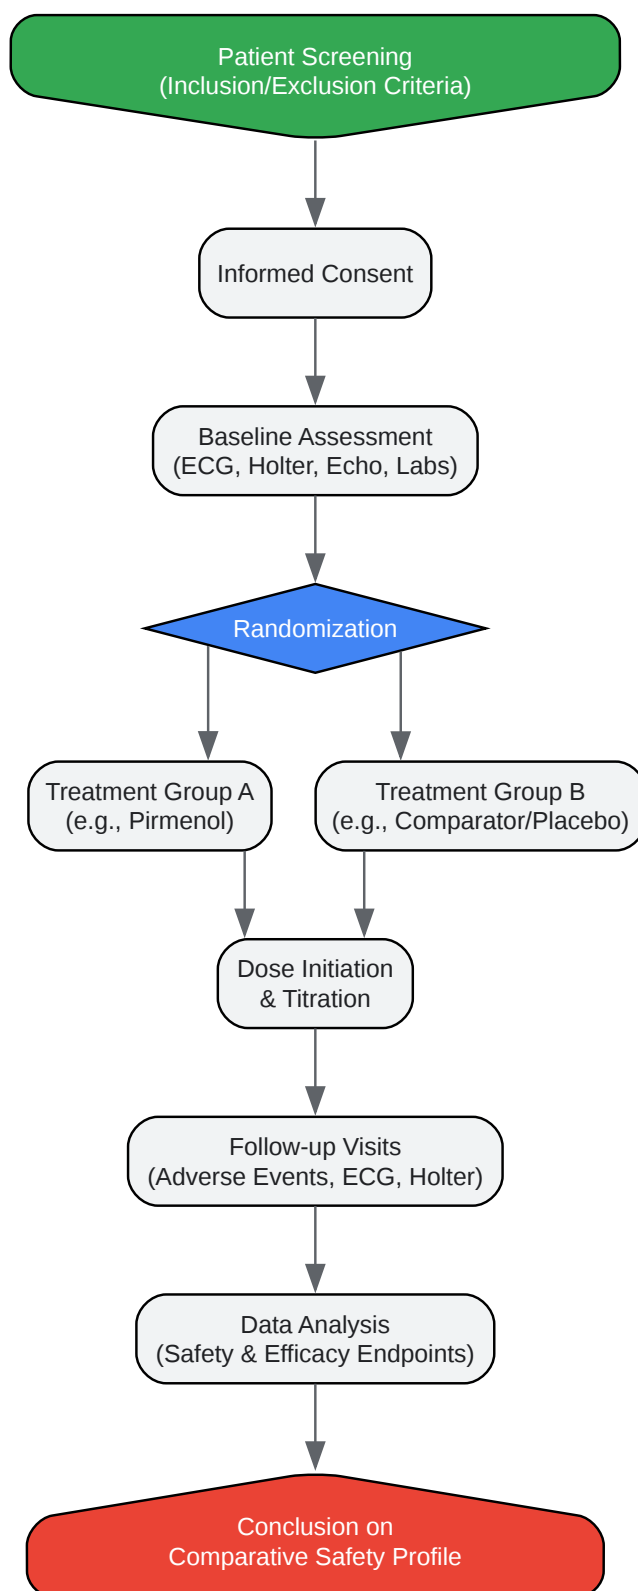 Patient Screening
(Inclusion/Exclusion Criteria)
Informed Consent
Baseline Assessment
(ECG, Holter, Echo, Labs)
Randomization
Treatment Group A
(e.g., Pirmenol)
Treatment Group B
(e.g., Comparator/Placebo)
Dose Initiation
& Titration
Follow-up Visits
(Adverse Events, ECG, Holter)
Data Analysis
(Safety & Efficacy Endpoints)
Conclusion on
Comparative Safety Profile